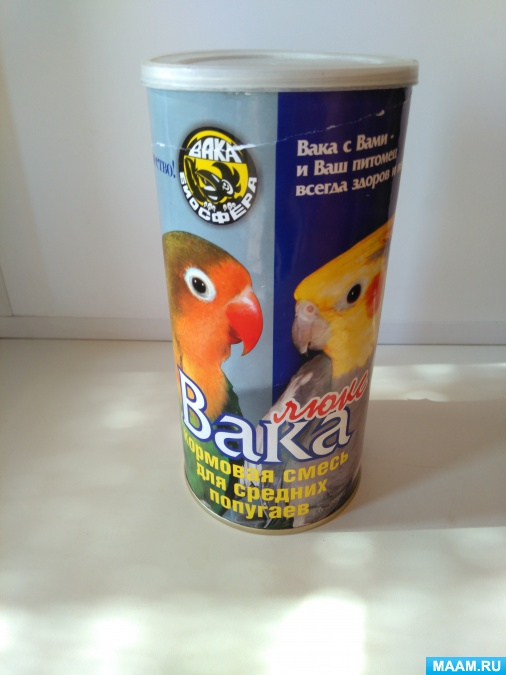 ВАКА
БИОСФЕРА
Вака с Вами -
и Ваш питомец
всегда здоров и
Вака
люкс
кормовая смесь
для средних
попугаев
MAAM.RU